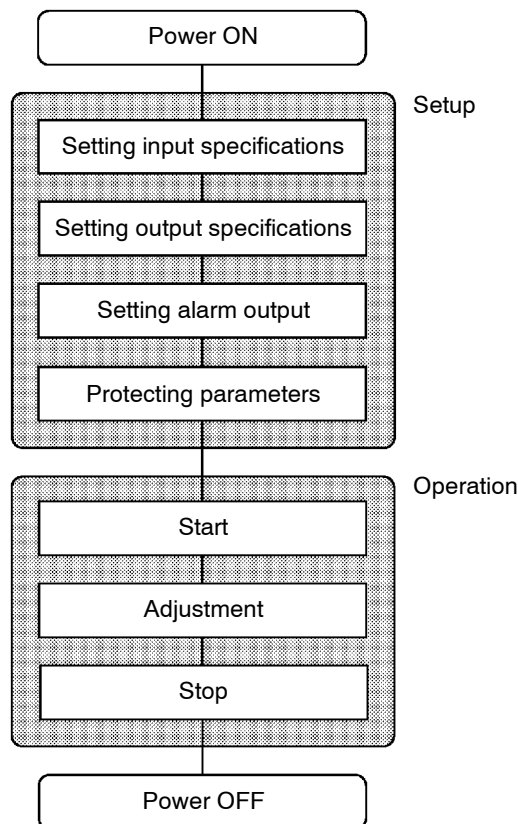 Power ON
Setup
Setting input specifications
Setting output specifications
Setting alarm output
Protecting parameters
Operation
Start
Adjustment
Stop
Power OFF